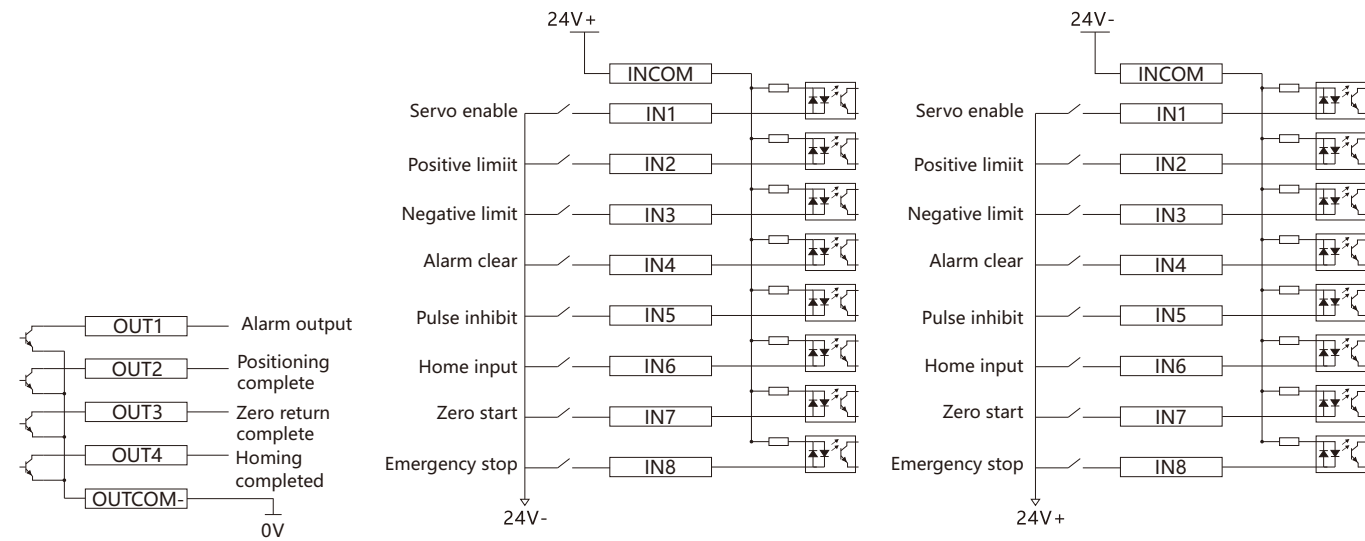 OUT1
Alarm output
OUT2
Positioning
complete
OUT3
Zero return
complete
OUT4
Homing
completed
OUTCOM-
0V
24V+
INCOM
Servo enable
IN1
Positive limiit
IN2
Negative limit
IN3
Alarm clear
IN4
Pulse inhibit
IN5
Home input
IN6
Zero start
IN7
Emergency stop
IN8
24V-
24V-
INCOM
Servo enable
IN1
Positive limiit
IN2
Negative limit
IN3
Alarm clear
IN4
Pulse inhibit
IN5
Home input
IN6
Zero start
IN7
Emergency stop
IN8
24V+